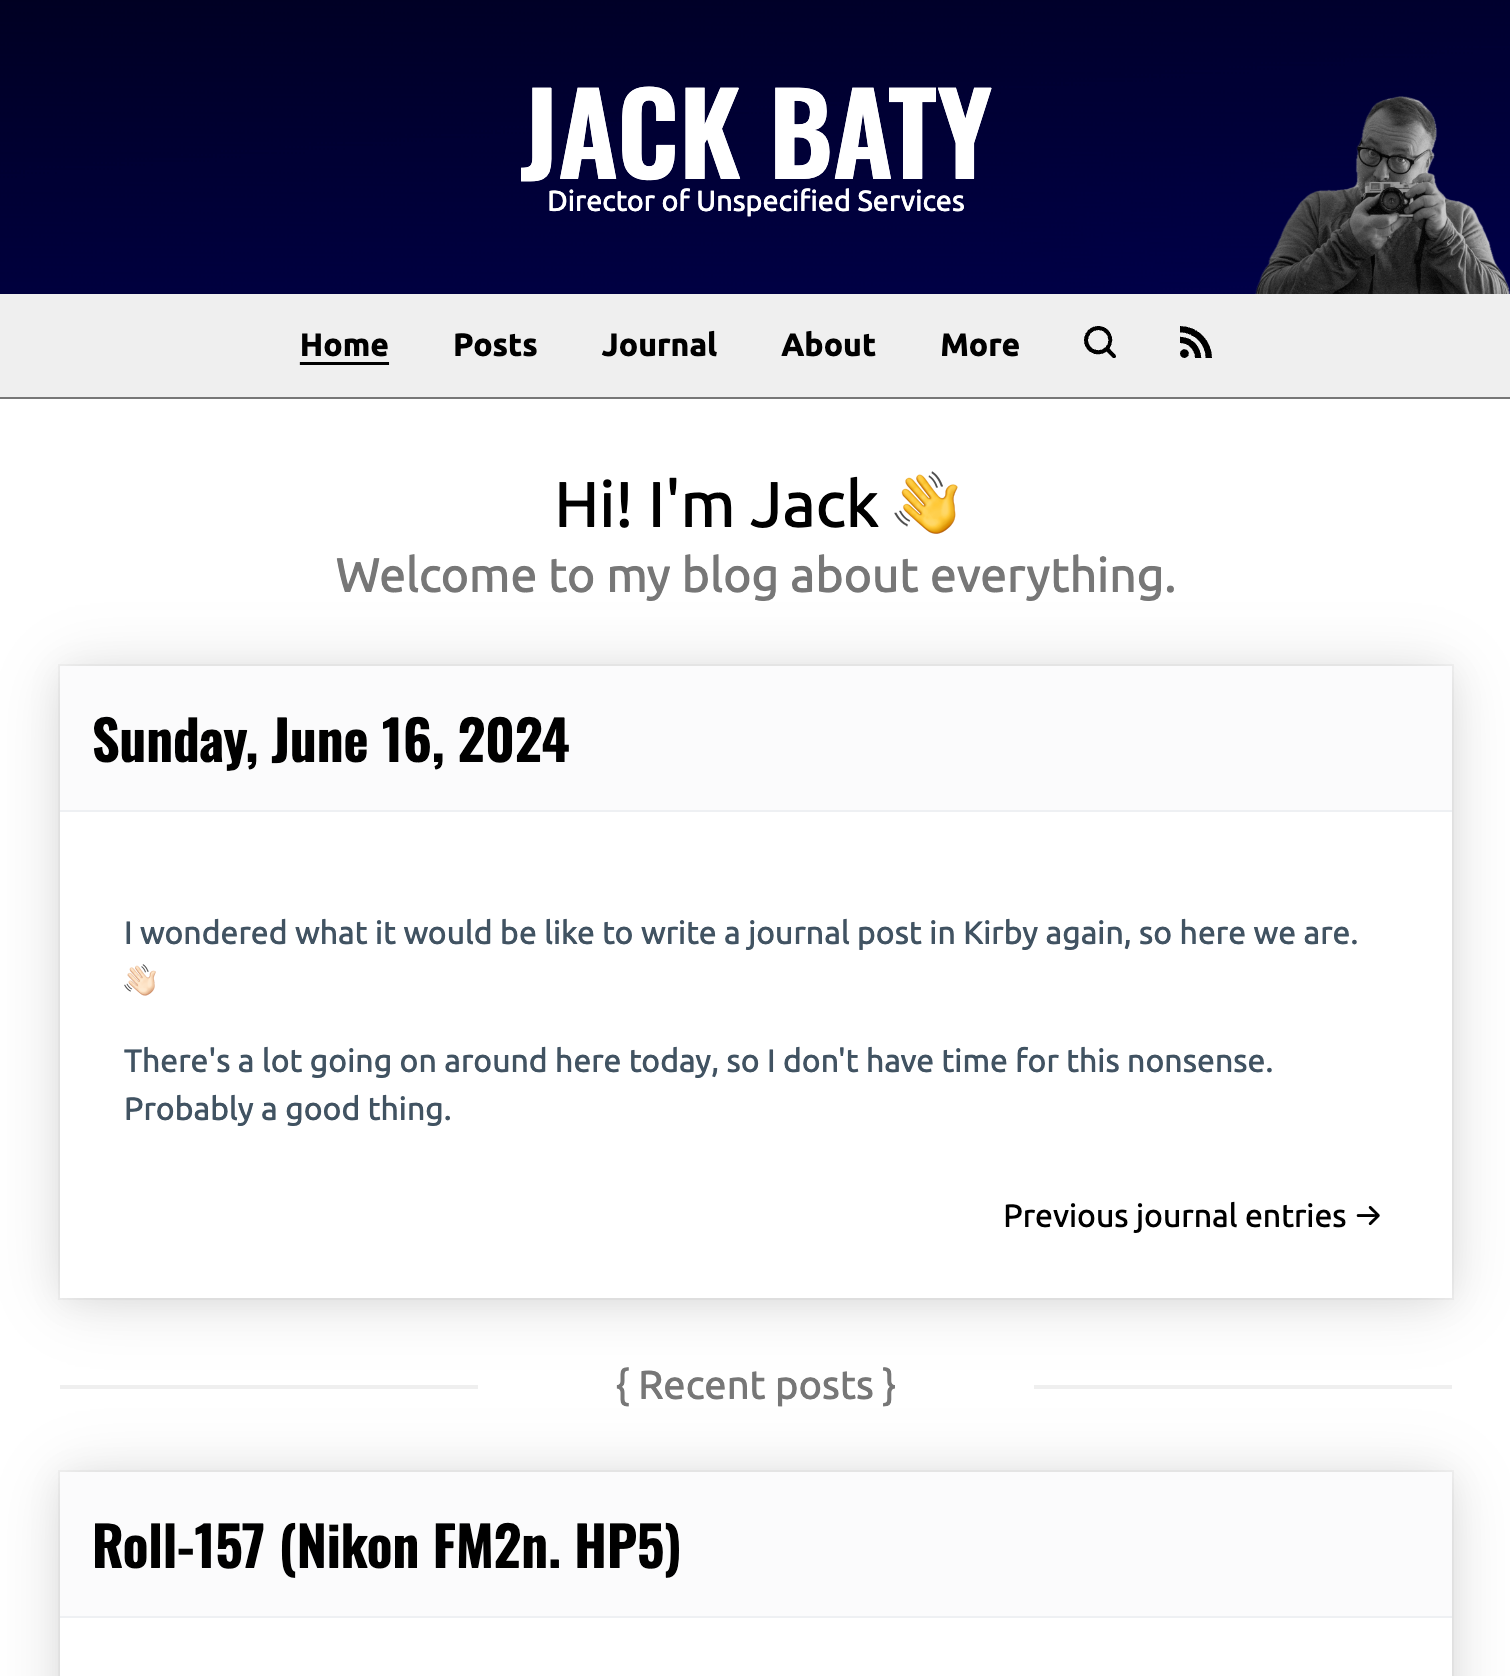 JACK BATY
Director of Unspecified Services
Home Posts Journal About More
Hi! I'm Jack 👋
Welcome to my blog about everything.
Sunday, June 16, 2024
I wondered what it would be like to write a journal post in Kirby again, so here we are.
👋🏻
There's a lot going on around here today, so I don't have time for this nonsense.
Probably a good thing.
Previous journal entries →
{ Recent posts }
Roll-157 (Nikon FM2n. HP5)